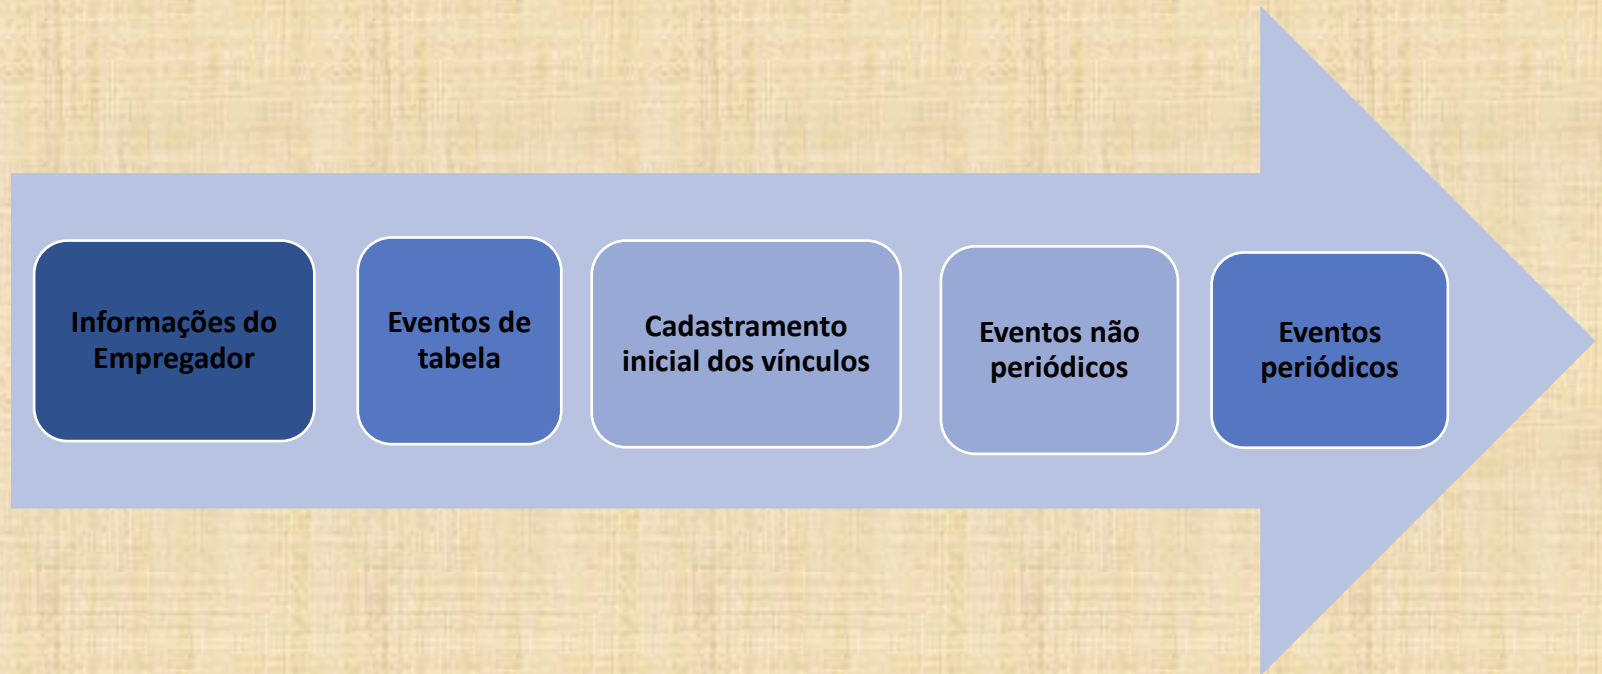 Informações do
Empregador
Eventos de
tabela
Cadastramento
inicial dos vínculos
Eventos não
periódicos
Eventos
periódicos